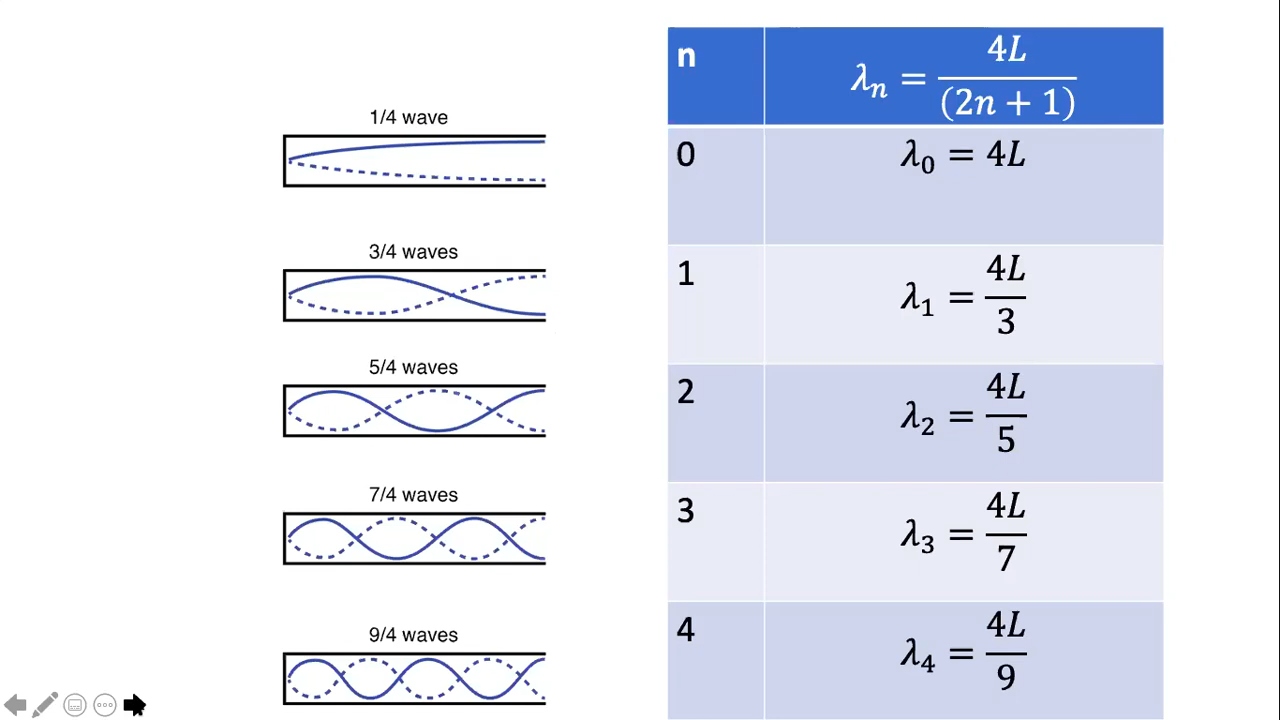 1/4 wave
3/4 waves
5/4 waves
7/4 waves
9/4 waves
n λₙ = 4L/(2n + 1)
0 λ₀ = 4L
1 λ₁ = 4L/3
2 λ₂ = 4L/5
3 λ₃ = 4L/7
4 λ₄ = 4L/9